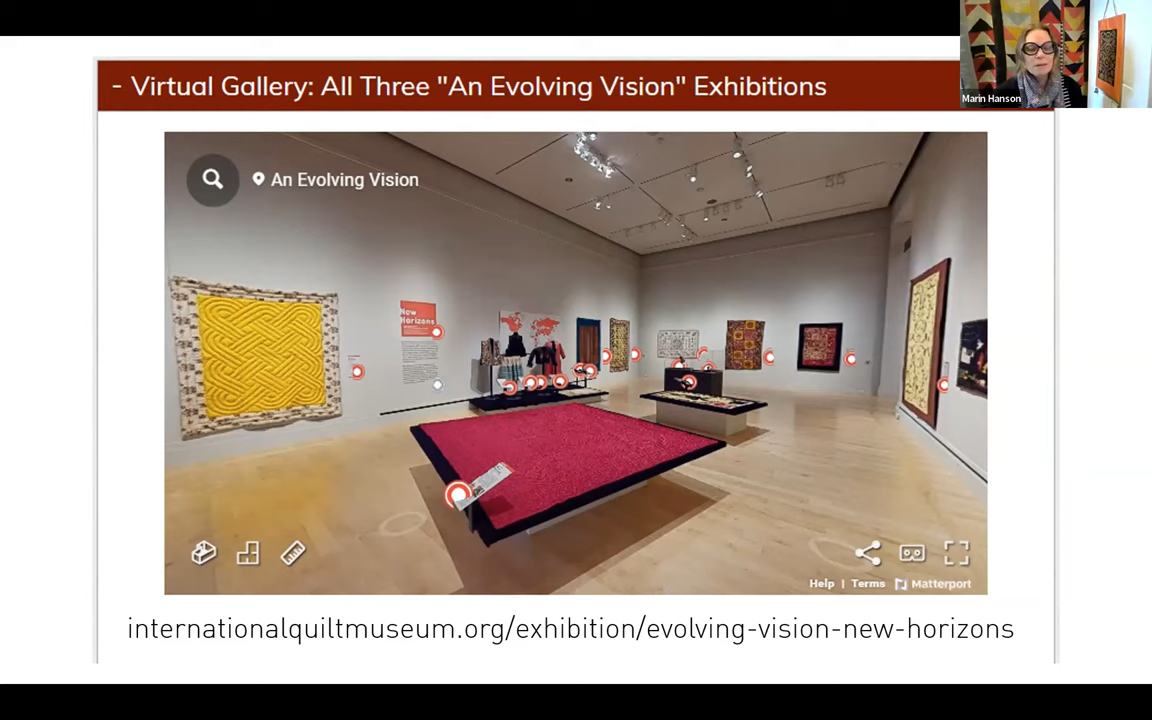 - Virtual Gallery: All Three "An Evolving Vision" Exhibitions
Marin Hanson
An Evolving Vision
New
Horizons
Help | Terms Matterport
internationalquiltmuseum.org/exhibition/evolving-vision-new-horizons